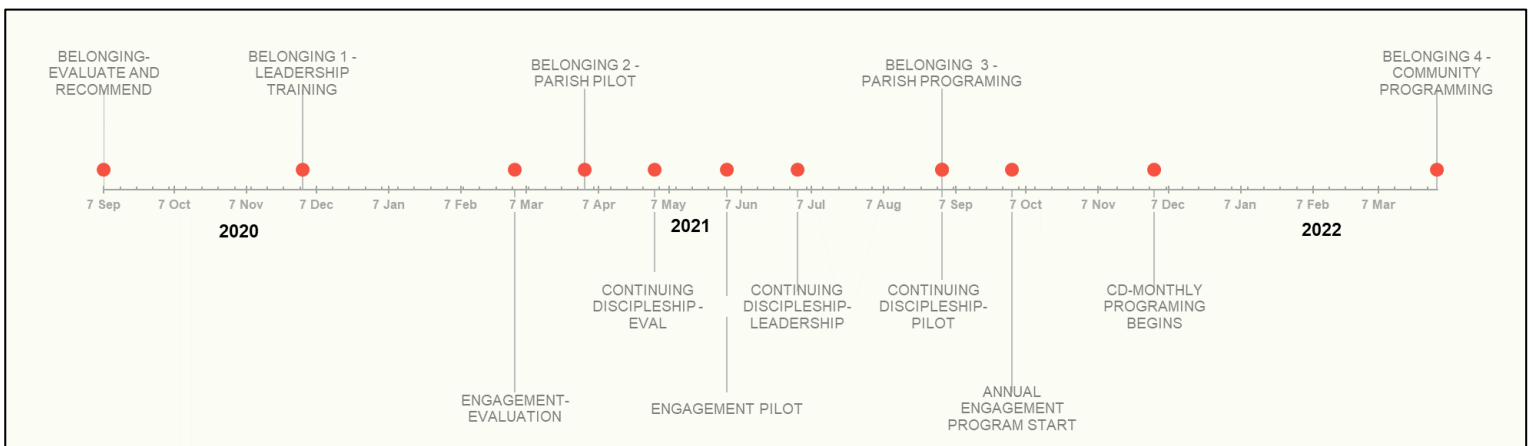 BELONGING-
EVALUATE AND
RECOMMEND
BELONGING 1 -
LEADERSHIP
TRAINING
BELONGING 2 -
PARISH PILOT
BELONGING  3 -
PARISH PROGRAMING
BELONGING 4 -
COMMUNITY
PROGRAMMING
7 Sep 7 Oct 7 Nov 7 Dec 7 Jan 7 Feb 7 Mar 7 Apr 7 May 7 Jun 7 Jul 7 Aug 7 Sep 7 Oct 7 Nov 7 Dec 7 Jan 7 Feb 7 Mar
2020 2021 2022
CONTINUING
DISCIPLESHIP -
EVAL
CONTINUING
DISCIPLESHIP-
LEADERSHIP
CONTINUING
DISCIPLESHIP-
PILOT
CD-MONTHLY
PROGRAMING
BEGINS
ENGAGEMENT-
EVALUATION
ENGAGEMENT PILOT
ANNUAL
ENGAGEMENT
PROGRAM START